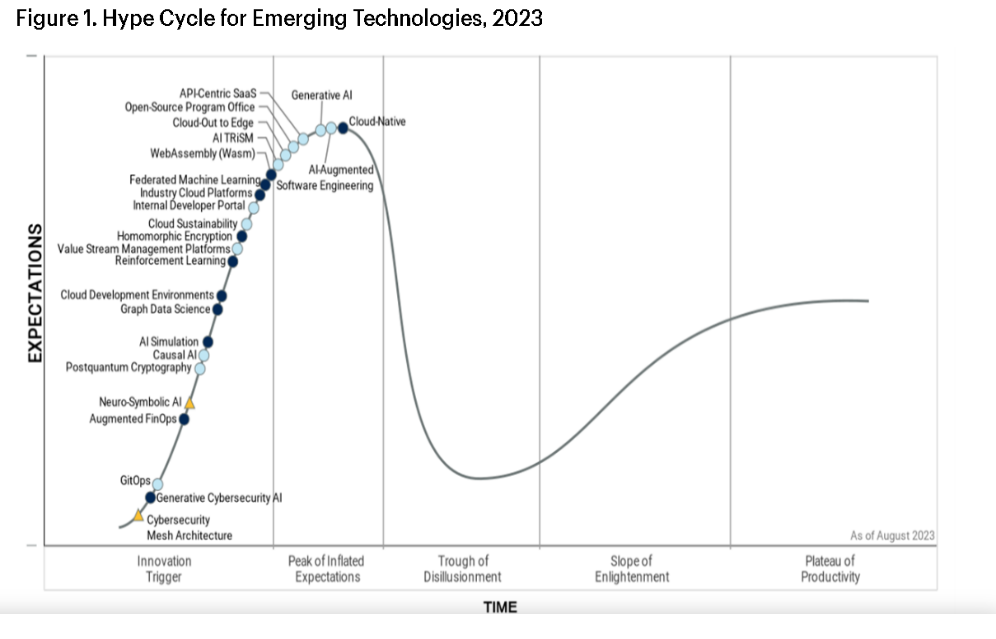 Figure 1. Hype Cycle for Emerging Technologies, 2023
API-Centric SaaS
Generative AI
Open-Source Program Office
Cloud-Out to Edge
Cloud-Native
AI TRiSM
WebAssembly (Wasm)
AI-Augmented
Software Engineering
Federated Machine Learning
Industry Cloud Platforms
Internal Developer Portal
Cloud Sustainability
Homomorphic Encryption
Value Stream Management Platforms
Reinforcement Learning
Cloud Development Environments
Graph Data Science
AI Simulation
Causal AI
Postquantum Cryptography
Neuro-Symbolic AI
Augmented FinOps
GitOps
Generative Cybersecurity AI
Cybersecurity
Mesh Architecture
EXPECTATIONS
As of August 2023
Innovation
Trigger
Peak of Inflated
Expectations
Trough of
Disillusionment
Slope of
Enlightenment
Plateau of
Productivity
TIME